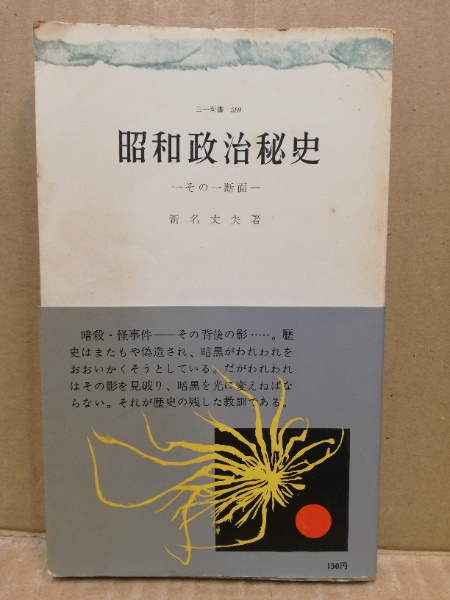 三一新書 269
昭和政治秘史
―その一断面―
新名丈夫著
暗殺・怪事件――その背後の影……。歴
史はまたもや偽造され、暗黒がわれわれを
おおいかくそうとしている。だがわれわれ
はその影を見破り、暗黒を光に変えねばな
らない。それが歴史の残した教訓である。
150円